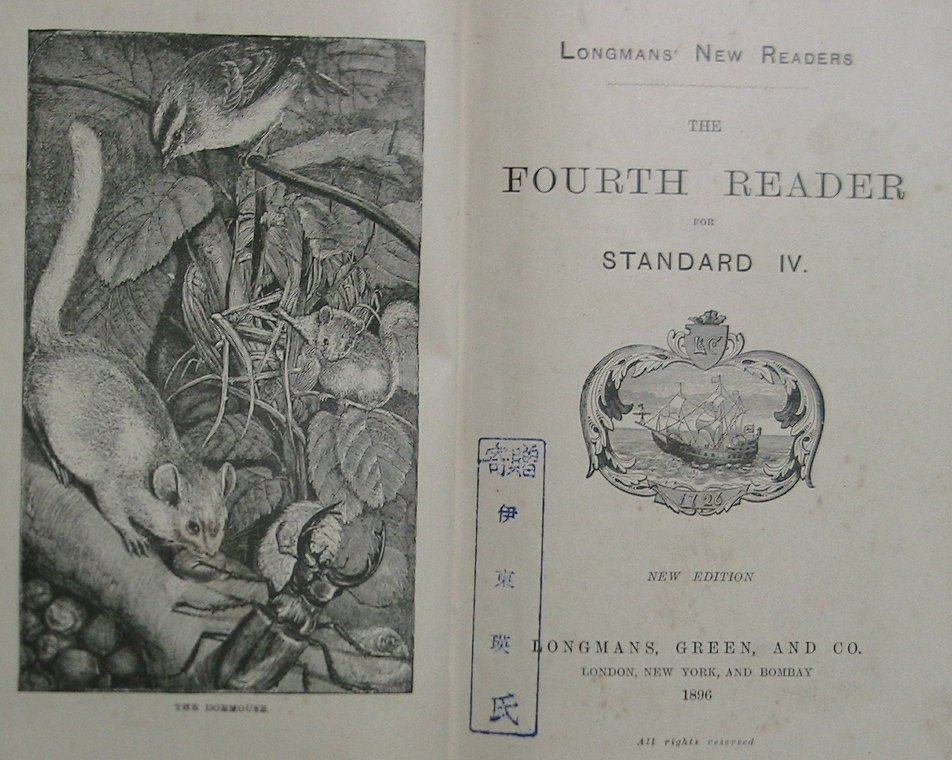 THE DORMOUSE.
LONGMANS' NEW READERS
THE
FOURTH READER
FOR
STANDARD IV.
1726
NEW EDITION
LONGMANS, GREEN, AND CO.
LONDON, NEW YORK, AND BOMBAY
1896
All rights reserved
寄贈
伊東瑛氏